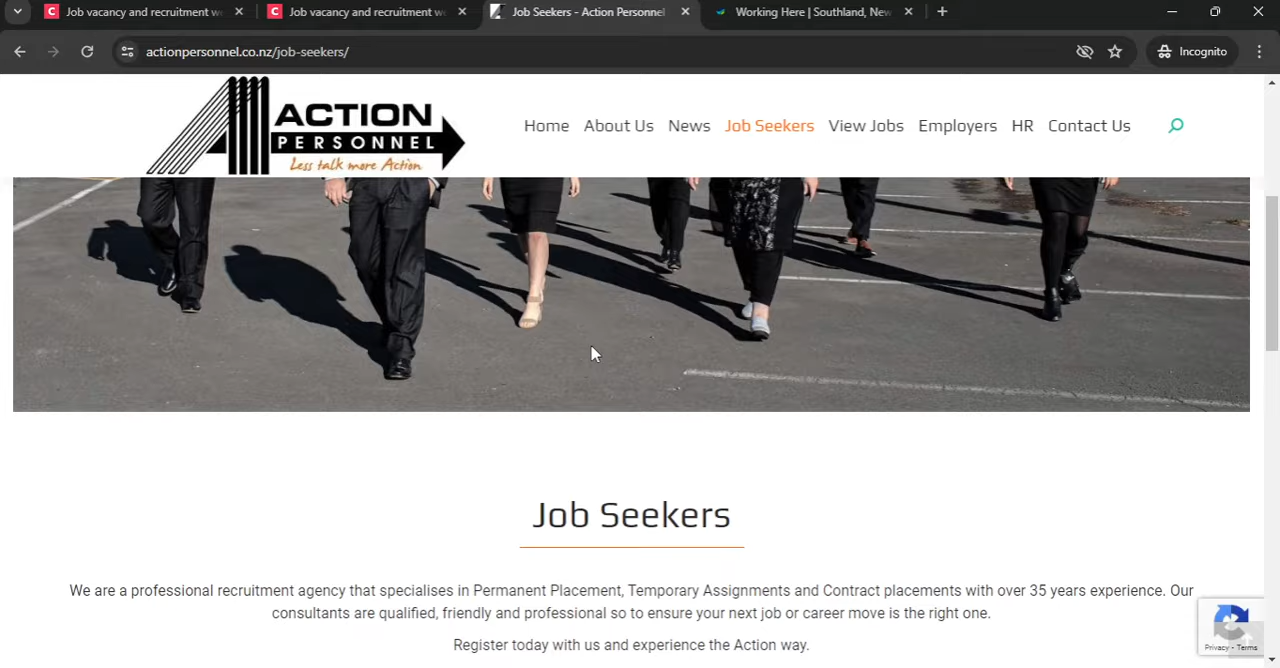 Job vacancy and recruitment we
Job vacancy and recruitment we
Job Seekers - Action Personnel
Working Here | Southland, New
actionpersonnel.co.nz/job-seekers/
Incognito
ACTION
PERSONNEL
Less talk more Action
Home
About Us
News
Job Seekers
View Jobs
Employers
HR
Contact Us
Job Seekers
We are a professional recruitment agency that specialises in Permanent Placement, Temporary Assignments and Contract placements with over 35 years experience. Our
consultants are qualified, friendly and professional so to ensure your next job or career move is the right one.
Register today with us and experience the Action way.
Privacy - Terms